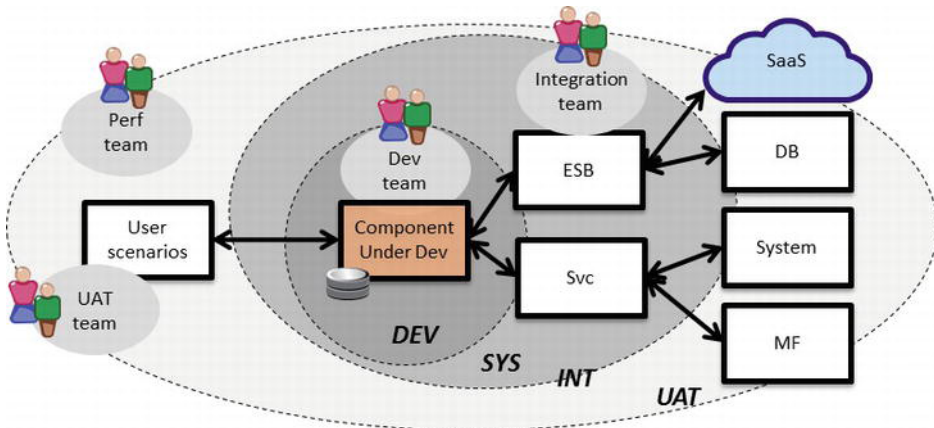 Perf
team
UAT
team
User
scenarios
Dev
team
Component
Under Dev
Integration
team
ESB
Svc
SaaS
DB
System
MF
DEV
SYS
INT
UAT